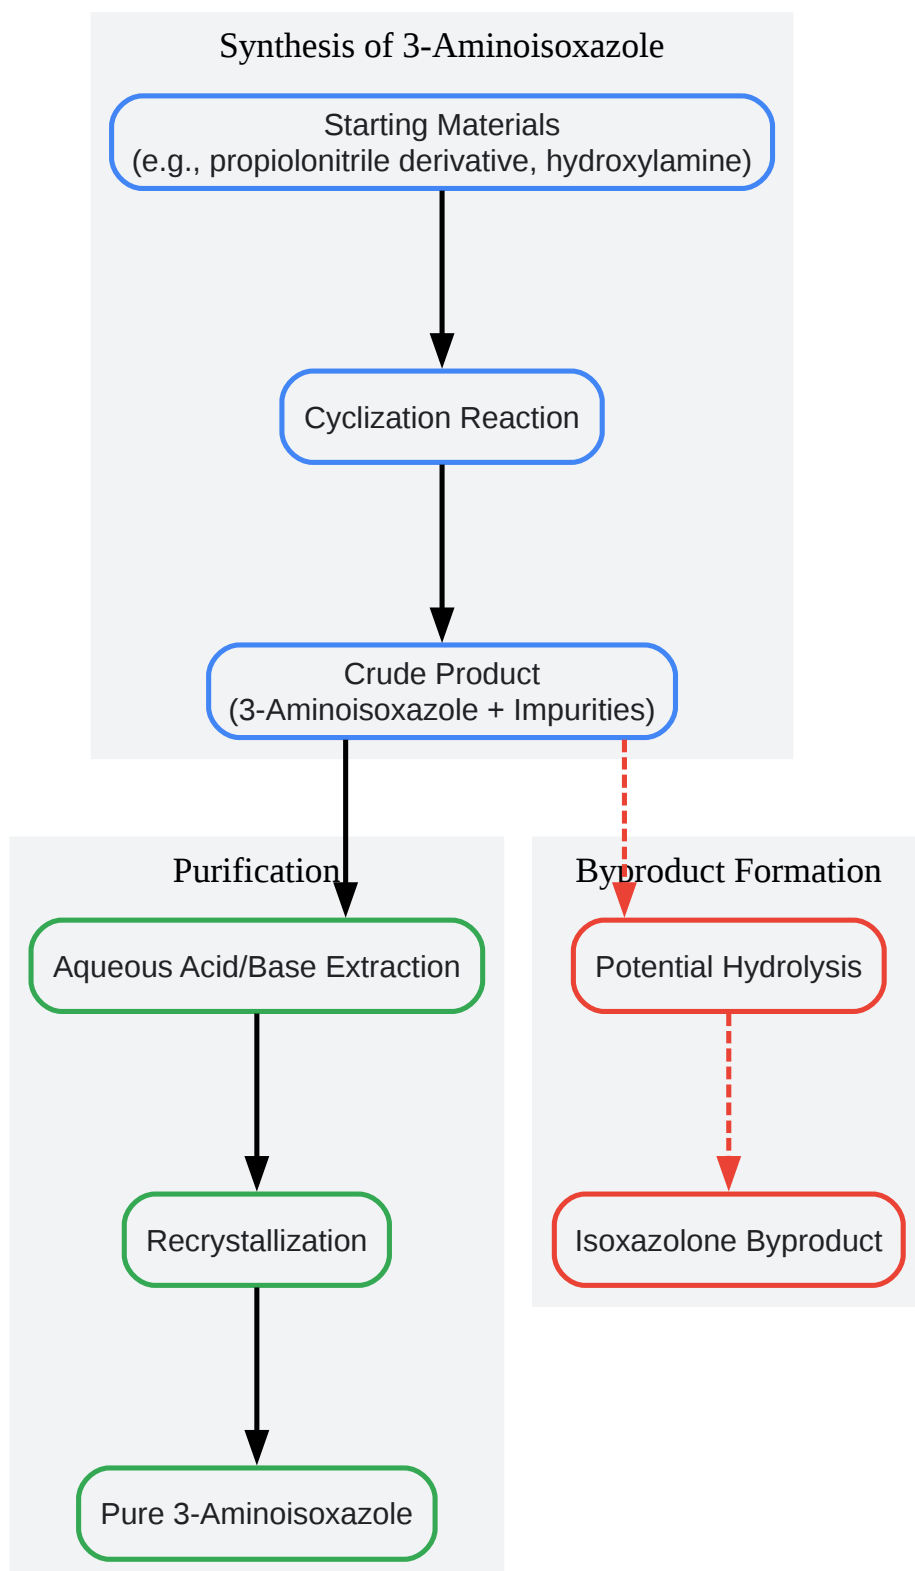 Synthesis of 3-Aminoisoxazole
Starting Materials
(e.g., propiolonitrile derivative, hydroxylamine)
Cyclization Reaction
Crude Product
(3-Aminoisoxazole + Impurities)
Purification
Aqueous Acid/Base Extraction
Recrystallization
Pure 3-Aminoisoxazole
Byproduct Formation
Potential Hydrolysis
Isoxazolone Byproduct